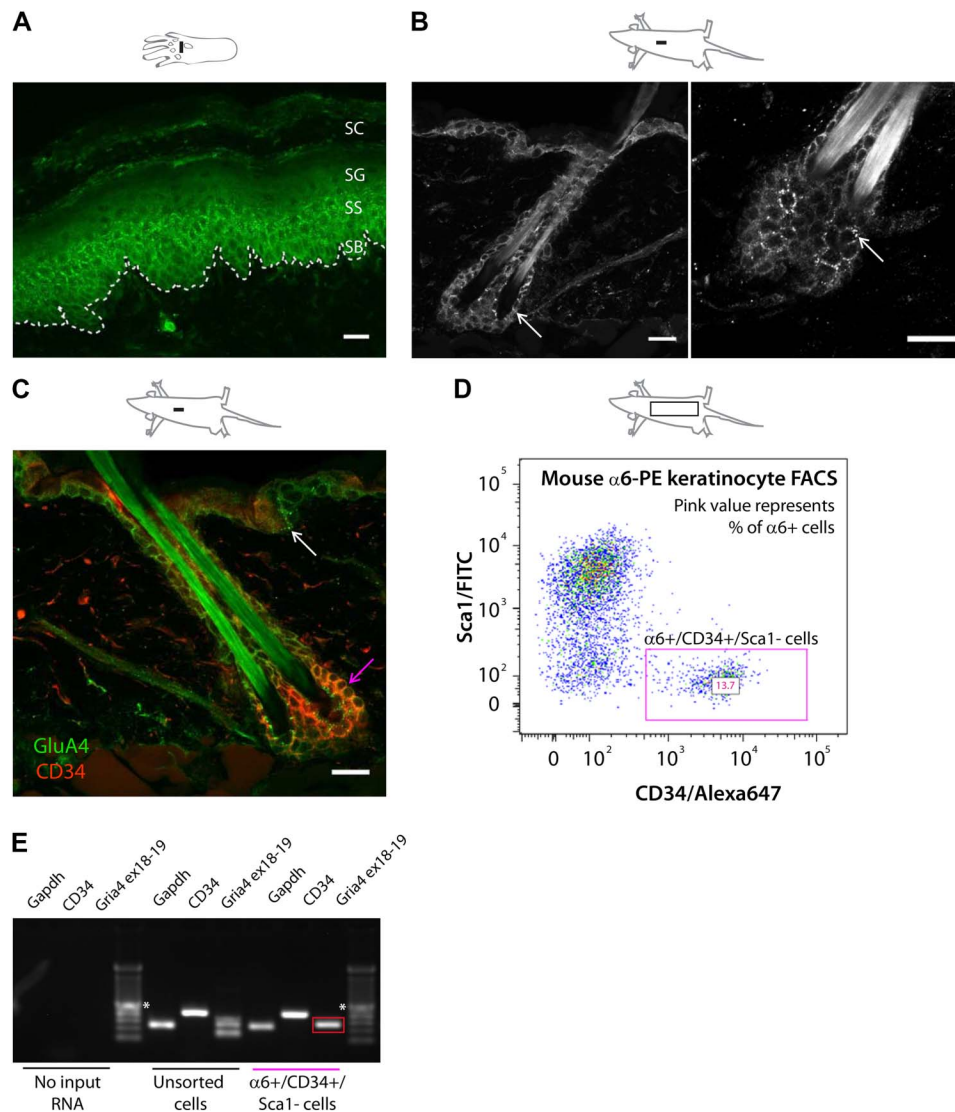 A
SC
SG
SS
SB
B
C
GluA4
CD34
D
Mouse α6-PE keratinocyte FACS
Pink value represents
% of α6+ cells
10⁵
10⁴
10³
10²
0
Sca1/FITC
α6+/CD34+/Sca1- cells
13.7
0 10² 10³ 10⁴ 10⁵
CD34/Alexa647
E
Gapdh CD34 Gria4 ex18-19 Gapdh CD34 Gria4 ex18-19 Gapdh CD34 Gria4 ex18-19
* *
No input
RNA
Unsorted
cells
α6+/CD34+/
Sca1- cells